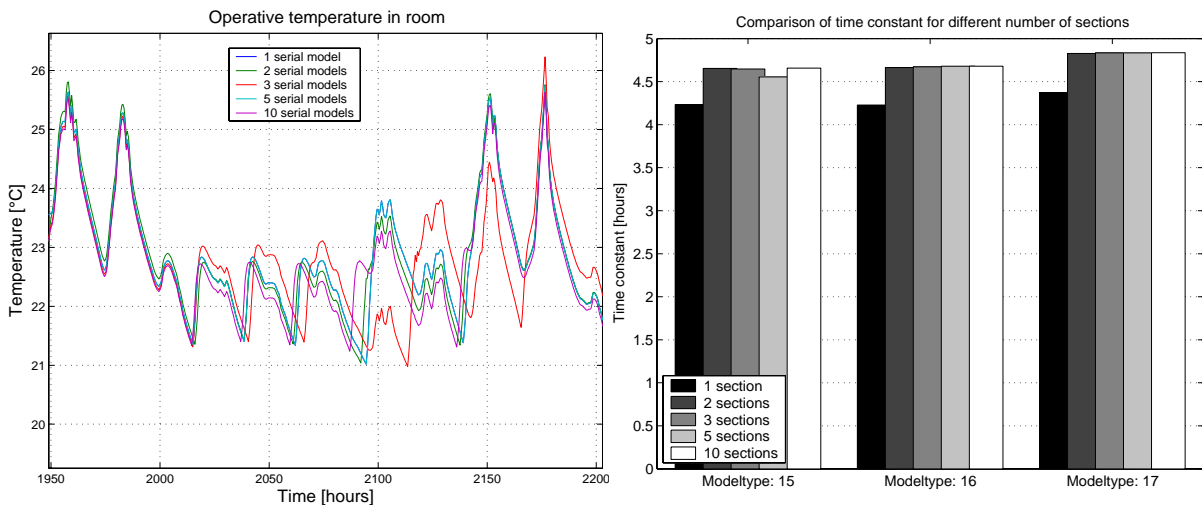 Operative temperature in room
26
25
24
23
22
21
20
Temperature [°C]
1 serial model
2 serial models
3 serial models
5 serial models
10 serial models
1950
2000
2050
2100
2150
2200
Time [hours]
Comparison of time constant for different number of sections
5
4.5
4
3.5
3
2.5
2
1.5
1
0.5
0
Time constant [hours]
1 section
2 sections
3 sections
5 sections
10 sections
Modeltype: 15
Modeltype: 16
Modeltype: 17